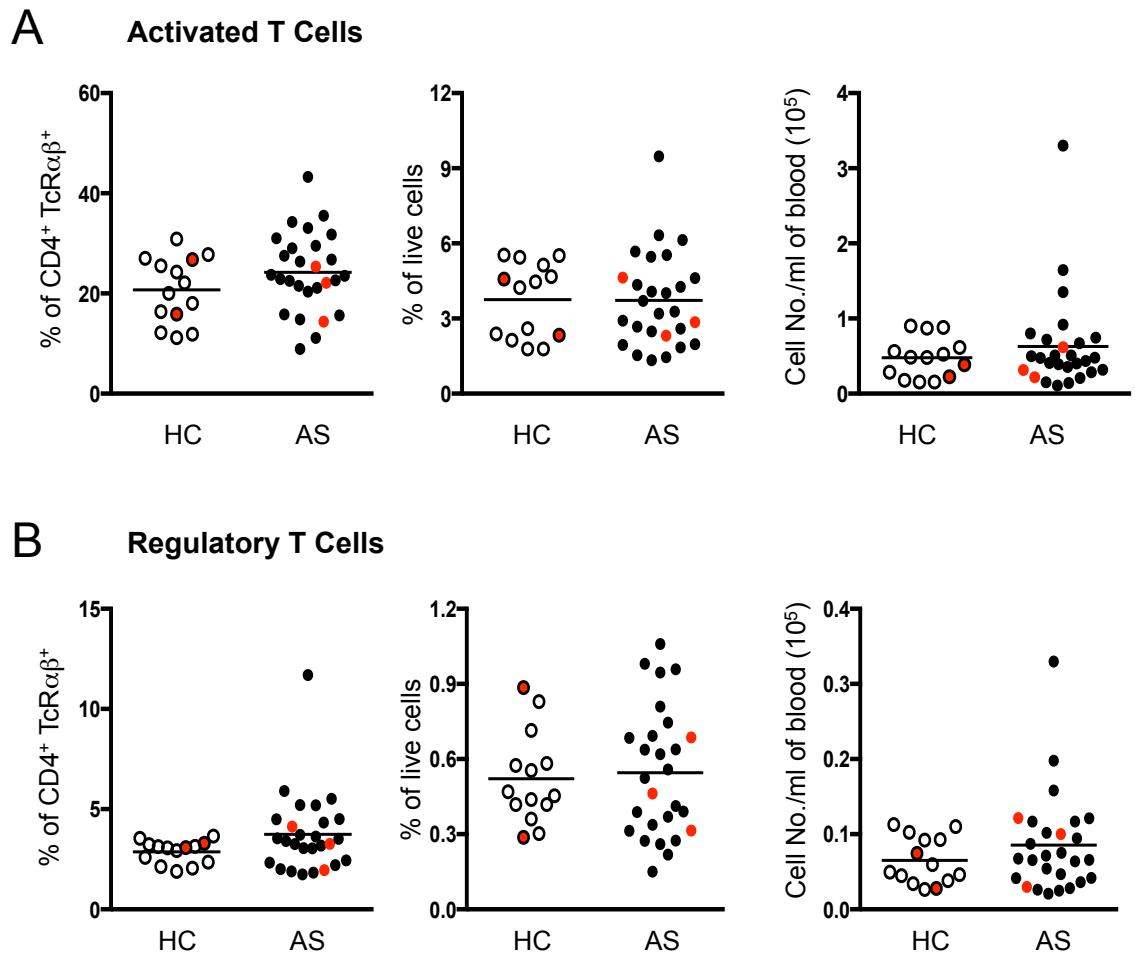 A Activated T Cells
% of CD4⁺ TcRαβ⁺
60
40
20
0
HC AS
% of live cells
12
9
6
3
0
HC AS
Cell No./ml of blood (10⁵)
4
3
2
1
0
HC AS
B Regulatory T Cells
% of CD4⁺ TcRαβ⁺
15
10
5
0
HC AS
% of live cells
1.2
0.9
0.6
0.3
0.0
HC AS
Cell No./ml of blood (10⁵)
0.4
0.3
0.2
0.1
0.0
HC AS